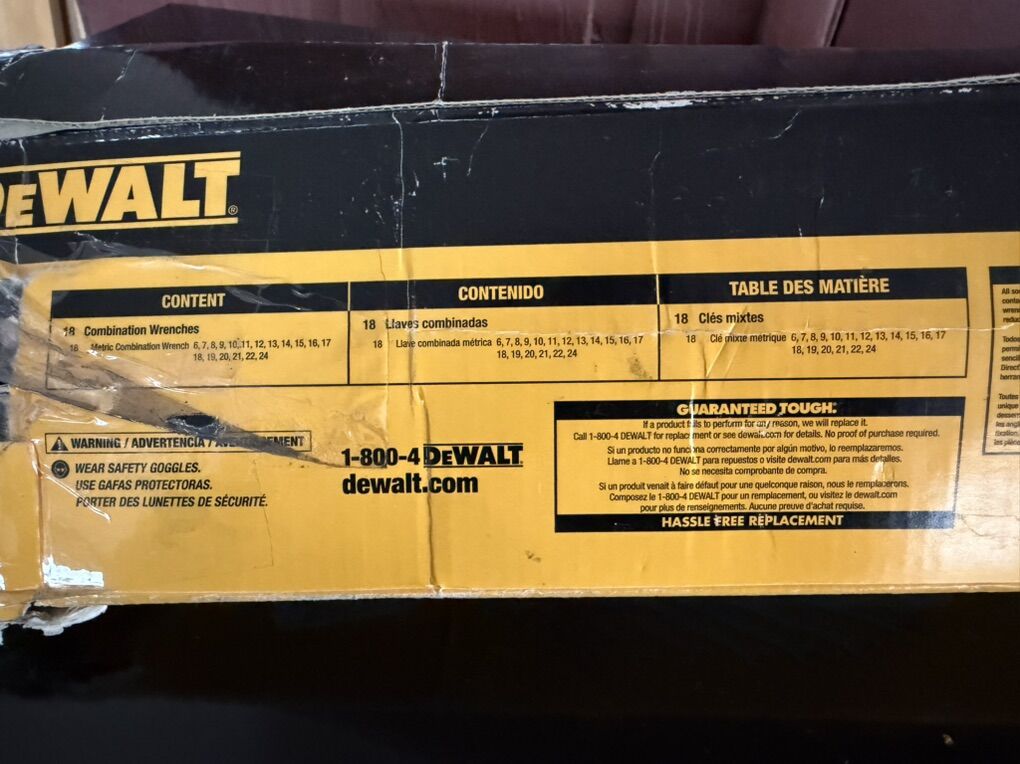 DEWALT®
CONTENT
18 Combination Wrenches
18 Metric Combination Wrench 6, 7, 8, 9, 10, 11, 12, 13, 14, 15, 16, 17
18, 19, 20, 21, 22, 24
CONTENIDO
18 Llaves combinadas
18 Llave combinada métrica 6, 7, 8, 9, 10, 11, 12, 13, 14, 15, 16, 17
18, 19, 20, 21, 22, 24
TABLE DES MATIÈRE
18 Clés mixtes
18 Clé mixte métrique 6, 7, 8, 9, 10, 11, 12, 13, 14, 15, 16, 17
18, 19, 20, 21, 22, 24
WARNING / ADVERTENCIA / AVERTISSEMENT
WEAR SAFETY GOGGLES.
USE GAFAS PROTECTORAS.
PORTER DES LUNETTES DE SÉCURITÉ.
1-800-4 DEWALT
dewalt.com
GUARANTEED TOUGH.
If a product fails to perform for any reason, we will replace it.
Call 1-800-4 DEWALT for replacement or see dewalt.com for details. No proof of purchase required.
Si un producto no funciona correctamente por algún motivo, lo reemplazaremos.
Llame a 1-800-4 DEWALT para repuestos o visite dewalt.com para más detalles.
No se necesita comprobante de compra.
Si un produit venait à faire défaut pour une quelconque raison, nous le remplacerons.
Composez le 1-800-4 DEWALT pour un remplacement, ou visitez le dewalt.com
pour plus de renseignements. Aucune preuve d'achat requise.
HASSLE FREE REPLACEMENT
All
Todos
Toutes
unique